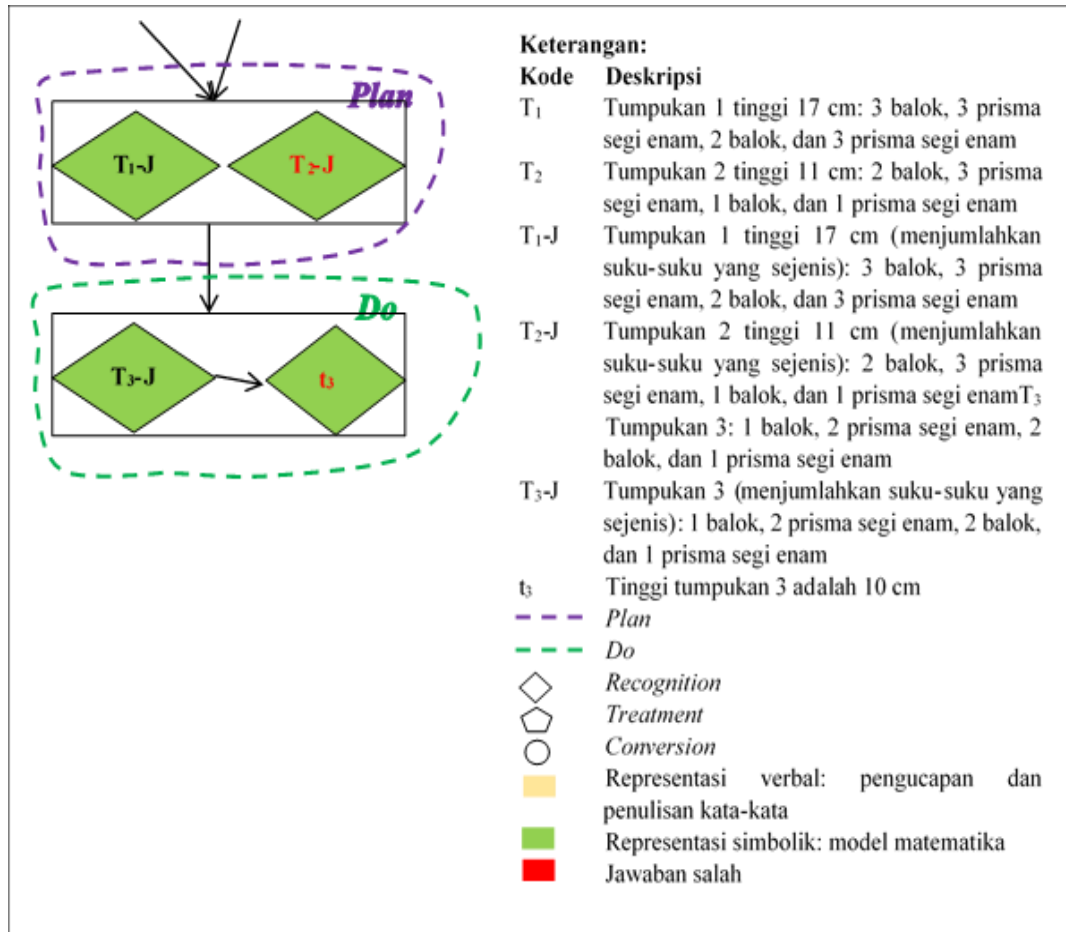 Plan
T₁-J T₂-J
Do
T₃-J t₃
Keterangan:
Kode Deskripsi
T₁ Tumpukan 1 tinggi 17 cm: 3 balok, 3 prisma
segi enam, 2 balok, dan 3 prisma segi enam
T₂ Tumpukan 2 tinggi 11 cm: 2 balok, 3 prisma
segi enam, 1 balok, dan 1 prisma segi enam
T₁-J Tumpukan 1 tinggi 17 cm (menjumlahkan
suku-suku yang sejenis): 3 balok, 3 prisma
segi enam, 2 balok, dan 3 prisma segi enam
T₂-J Tumpukan 2 tinggi 11 cm (menjumlahkan
suku-suku yang sejenis): 2 balok, 3 prisma
segi enam, 1 balok, dan 1 prisma segi enamT₃
Tumpukan 3: 1 balok, 2 prisma segi enam, 2
balok, dan 1 prisma segi enam
T₃-J Tumpukan 3 (menjumlahkan suku-suku yang
sejenis): 1 balok, 2 prisma segi enam, 2 balok,
dan 1 prisma segi enam
t₃ Tinggi tumpukan 3 adalah 10 cm
Plan
Do
Recognition
Treatment
Conversion
Representasi verbal: pengucapan dan
penulisan kata-kata
Representasi simbolik: model matematika
Jawaban salah